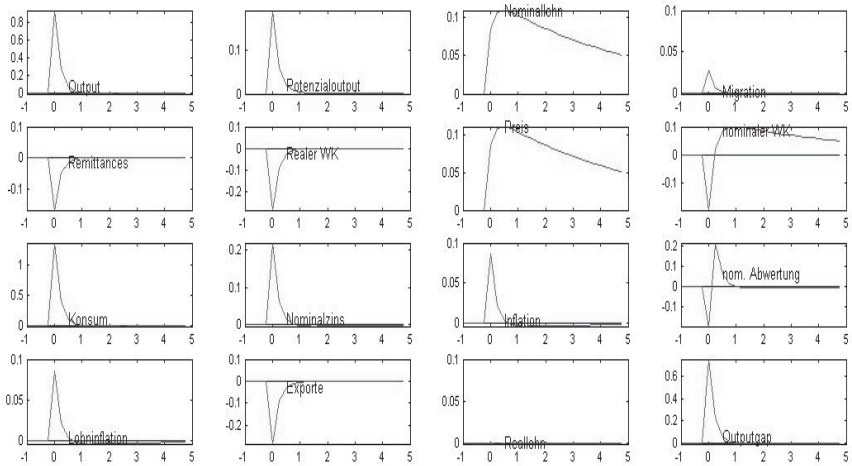 0.8
0.6
0.4
0.2
0
Output
-1 0 1 2 3 4 5
0.1
0
Potenzialoutput
-1 0 1 2 3 4 5
0.1
0.05
0
Nominallohn
-1 0 1 2 3 4 5
0.1
0.05
0
Migration
-1 0 1 2 3 4 5
0.1
0
-0.1
Remittances
-1 0 1 2 3 4 5
0.1
0
-0.1
-0.2
Realer WK
-1 0 1 2 3 4 5
0.1
0.05
0
Preis
-1 0 1 2 3 4 5
0.1
0
-0.1
-0.2
nominaler WK
-1 0 1 2 3 4 5
1
0.5
0
Konsum
-1 0 1 2 3 4 5
0.2
0.1
0
Nominalzins
-1 0 1 2 3 4 5
0.1
0.05
0
Inflation
-1 0 1 2 3 4 5
0.2
0.1
0
-0.1
-0.2
nom. Abwertung
-1 0 1 2 3 4 5
0.1
0.05
0
Lohninflation
-1 0 1 2 3 4 5
0.1
0
-0.1
-0.2
Exporte
-1 0 1 2 3 4 5
0.1
0.05
0
Reallohn
-1 0 1 2 3 4 5
0.6
0.4
0.2
0
Outputgap
-1 0 1 2 3 4 5